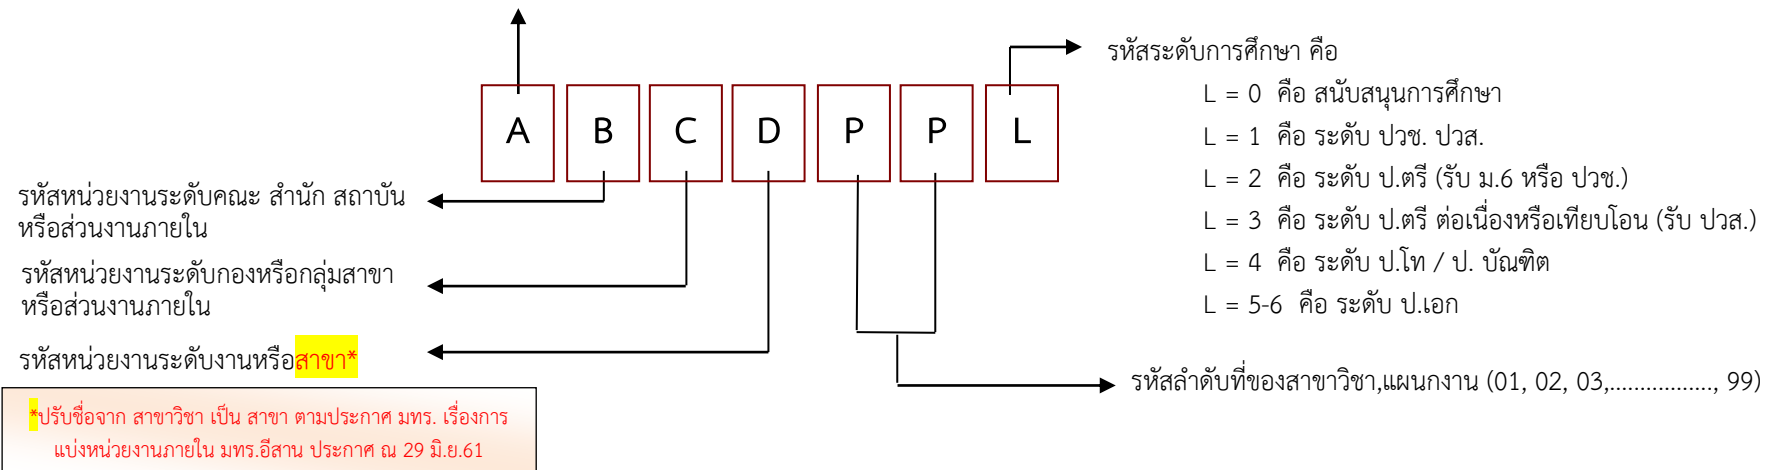 A B C D P P L
รหัสหน่วยงานระดับคณะ สำนัก สถาบัน
หรือส่วนงานภายใน
รหัสหน่วยงานระดับกองหรือกลุ่มสาขา
หรือส่วนงานภายใน
รหัสหน่วยงานระดับงานหรือสาขา*
*ปรับชื่อจาก สาขาวิชา เป็น สาขา ตามประกาศ มทร. เรื่องการ
แบ่งหน่วยงานภายใน มทร.อีสาน ประกาศ ณ 29 มิ.ย.61
รหัสระดับการศึกษา คือ
L = 0 คือ สนับสนุนการศึกษา
L = 1 คือ ระดับ ปวช. ปวส.
L = 2 คือ ระดับ ป.ตรี (รับ ม.6 หรือ ปวช.)
L = 3 คือ ระดับ ป.ตรี ต่อเนื่องหรือเทียบโอน (รับ ปวส.)
L = 4 คือ ระดับ ป.โท / ป. บัณฑิต
L = 5-6 คือ ระดับ ป.เอก
รหัสลำดับที่ของสาขาวิชา,แผนกงาน (01, 02, 03,................., 99)